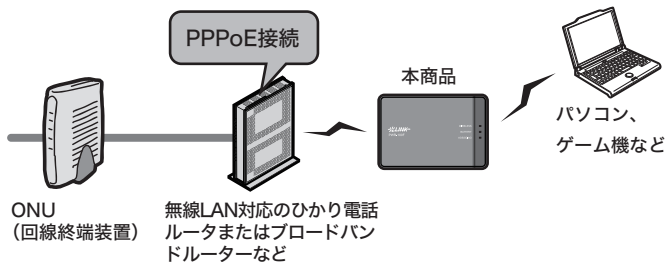 PPPoE接続
本商品
パソコン、
ゲーム機など
ONU
（回線終端装置）
無線LAN対応のひかり電話
ルータまたはブロードバン
ドルーターなど